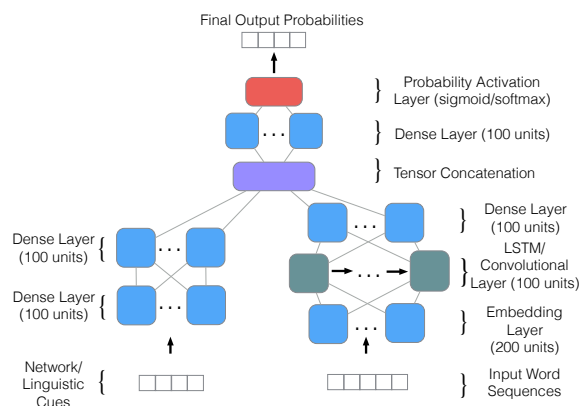 Final Output Probabilities
Probability Activation
Layer (sigmoid/softmax)
Dense Layer (100 units)
Tensor Concatenation
Dense Layer
(100 units)
Dense Layer
(100 units)
LSTM/
Convolutional
Layer (100 units)
Dense Layer
(100 units)
Embedding
Layer
(200 units)
Network/
Linguistic
Cues
Input Word
Sequences